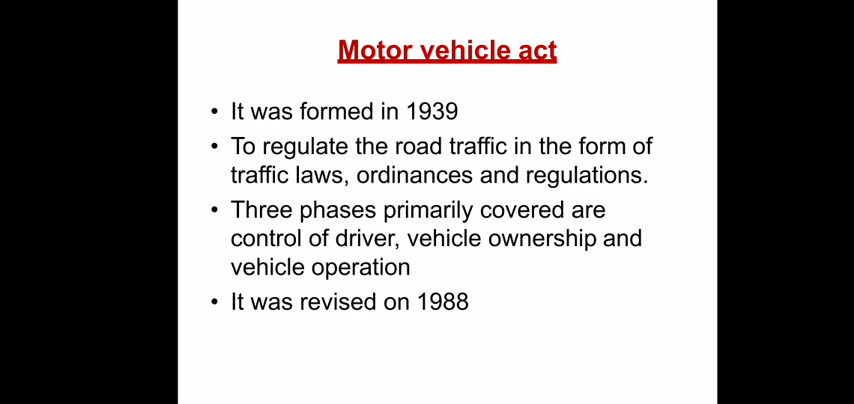 Motor vehicle act
• It was formed in 1939
• To regulate the road traffic in the form of
traffic laws, ordinances and regulations.
• Three phases primarily covered are
control of driver, vehicle ownership and
vehicle operation
• It was revised on 1988